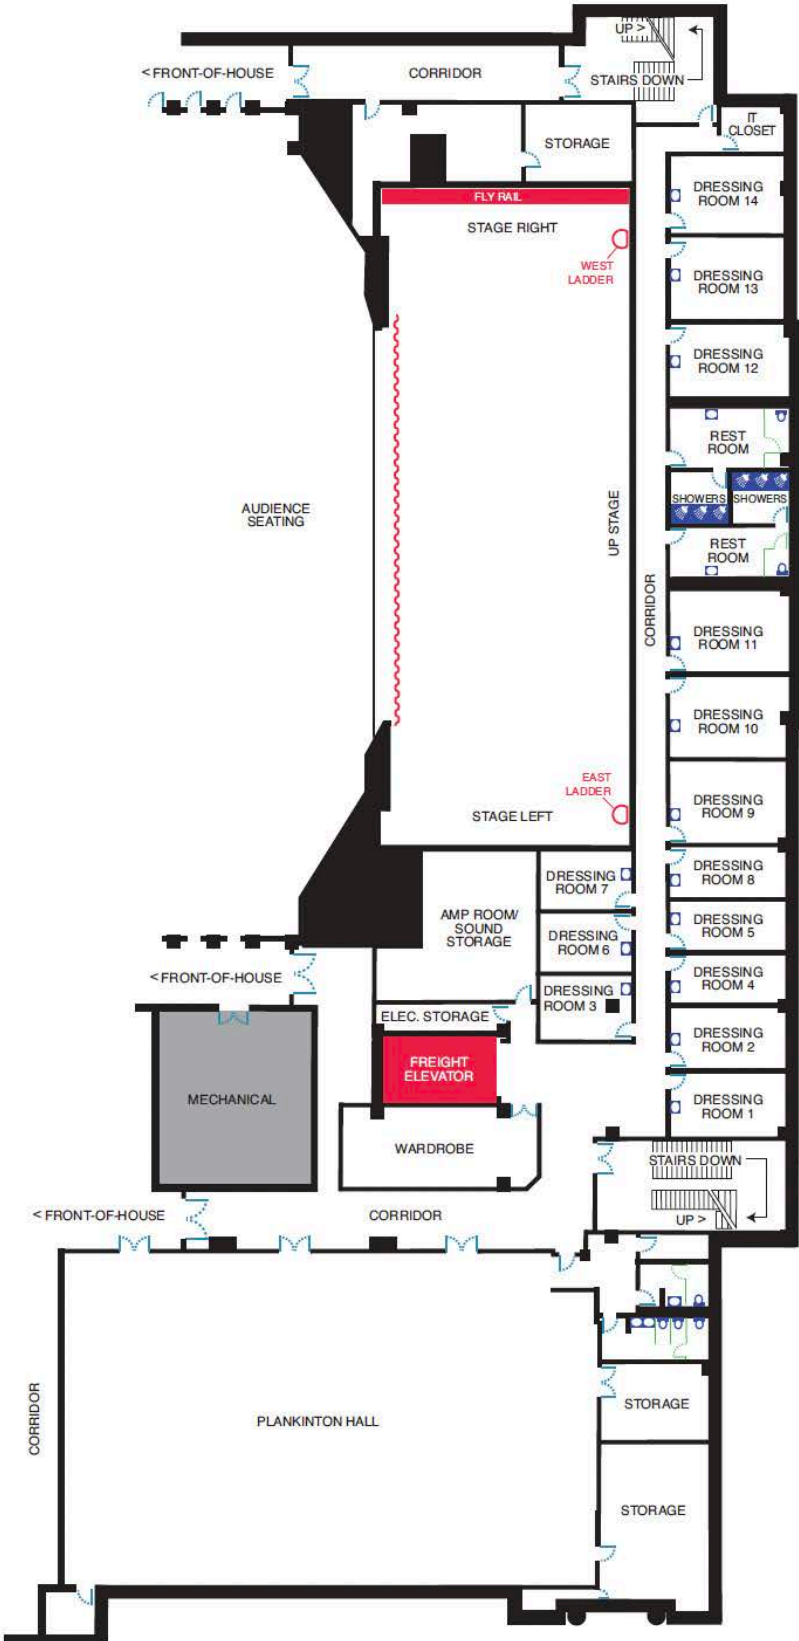 UP >
< FRONT-OF-HOUSE
CORRIDOR
STAIRS DOWN
IT
CLOSET
STORAGE
FLY RAIL
DRESSING
ROOM 14
STAGE RIGHT
WEST
LADDER
DRESSING
ROOM 13
DRESSING
ROOM 12
REST
ROOM
SHOWERS
SHOWERS
AUDIENCE
SEATING
UP STAGE
REST
ROOM
CORRIDOR
DRESSING
ROOM 11
DRESSING
ROOM 10
EAST
LADDER
DRESSING
ROOM 9
STAGE LEFT
DRESSING
ROOM 7
DRESSING
ROOM 8
AMP ROOM/
SOUND
STORAGE
DRESSING
ROOM 5
DRESSING
ROOM 6
< FRONT-OF-HOUSE
DRESSING
ROOM 4
DRESSING
ROOM 3
ELEC. STORAGE
DRESSING
ROOM 2
FREIGHT
ELEVATOR
MECHANICAL
DRESSING
ROOM 1
WARDROBE
STAIRS DOWN
< FRONT-OF-HOUSE
CORRIDOR
UP >
CORRIDOR
PLANKINTON HALL
STORAGE
STORAGE